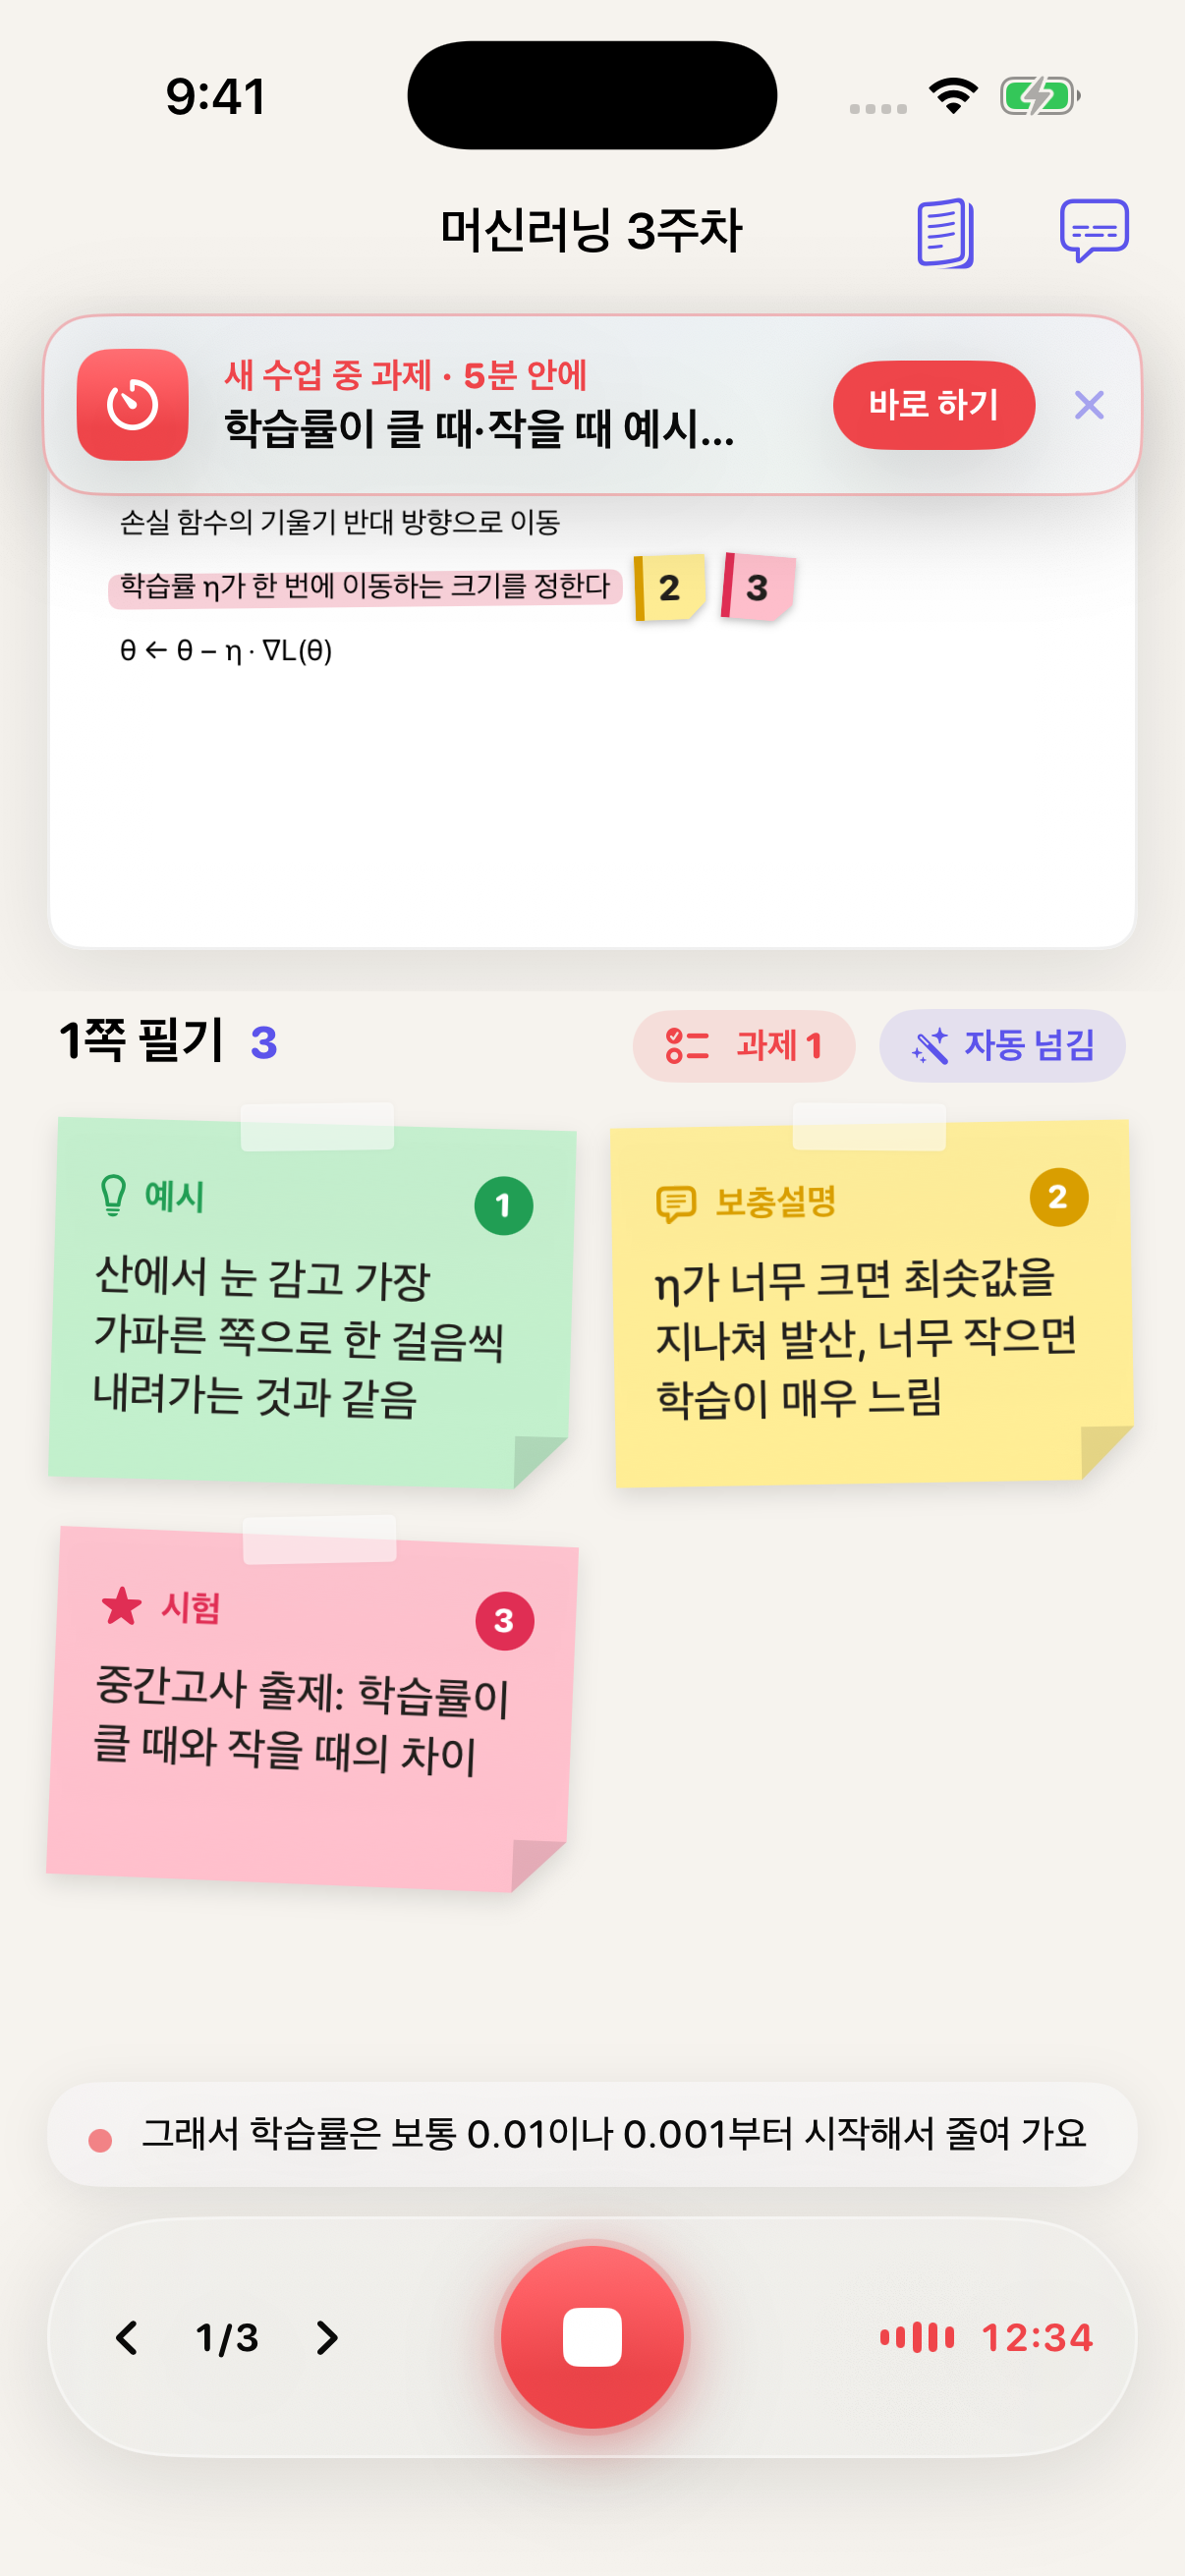 9:41
머신러닝 3주차
새 수업 중 과제 · 5분 안에
학습률이 클 때·작을 때 예시...
바로 하기
손실 함수의 기울기 반대 방향으로 이동
학습률 η가 한 번에 이동하는 크기를 정한다 2 3
θ ← θ − η · ∇L(θ)
1쪽 필기 3
과제 1
자동 넘김
예시 1
산에서 눈 감고 가장
가파른 쪽으로 한 걸음씩
내려가는 것과 같음
보충설명 2
η가 너무 크면 최솟값을
지나쳐 발산, 너무 작으면
학습이 매우 느림
시험 3
중간고사 출제: 학습률이
클 때와 작을 때의 차이
그래서 학습률은 보통 0.01이나 0.001부터 시작해서 줄여 가요
1/3
12:34